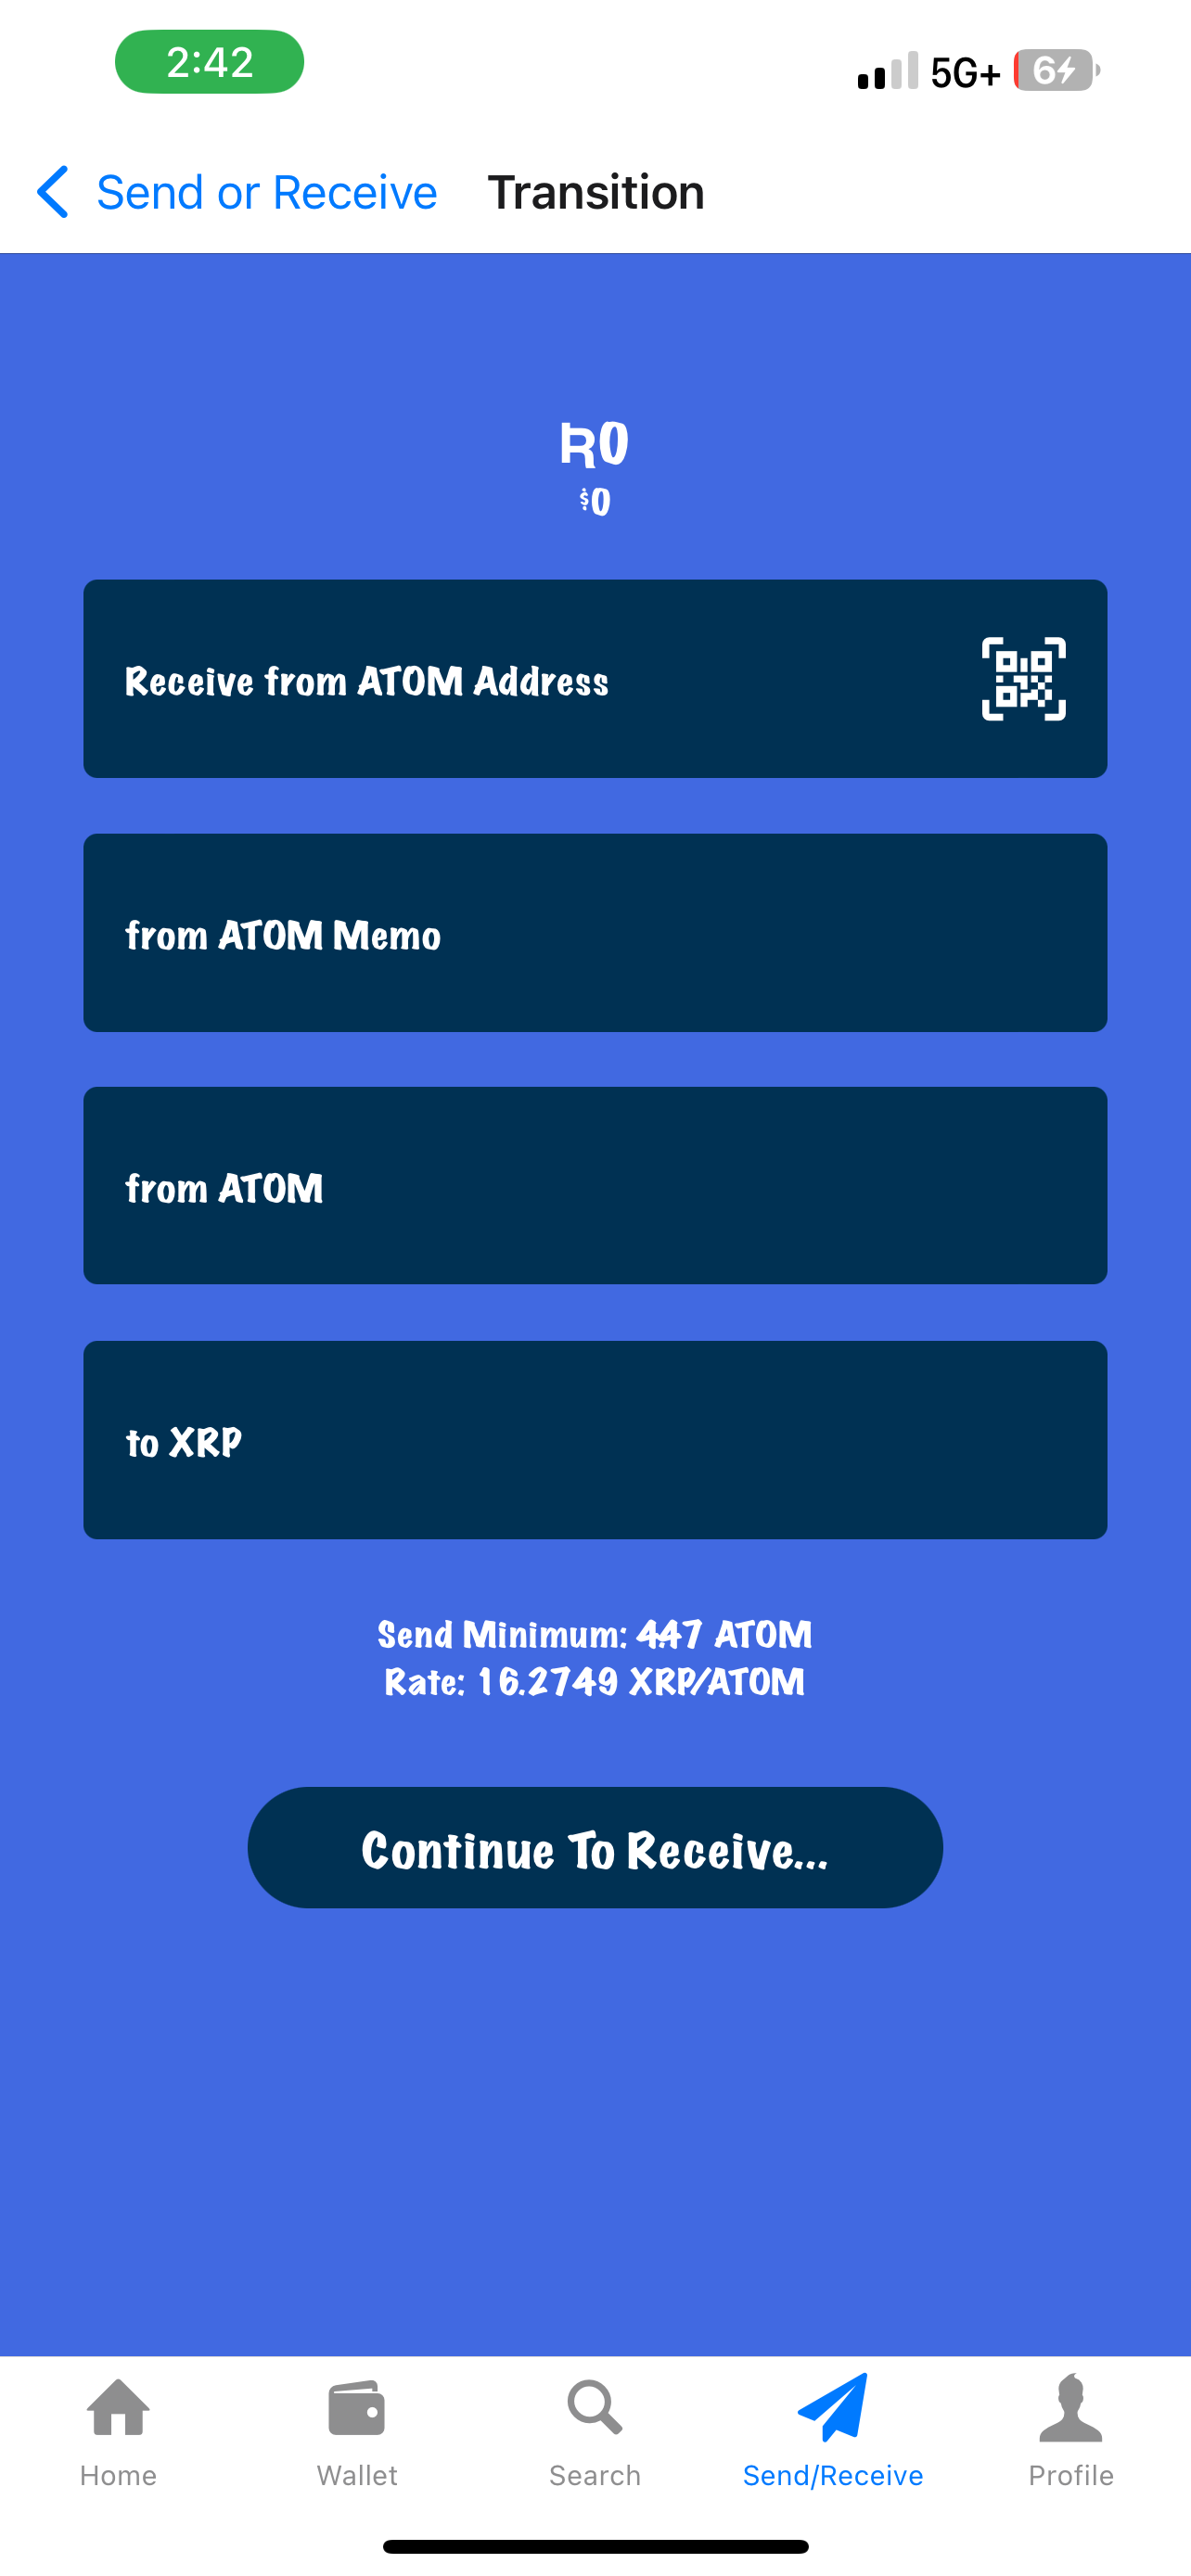 2:42
5G+
6
Send or Receive
Transition
R0
$0
Receive from ATOM Address
from ATOM Memo
from ATOM
to XRP
Send Minimum: 4.47 ATOM
Rate: 16.2749 XRP/ATOM
Continue To Receive...
Home
Wallet
Search
Send/Receive
Profile